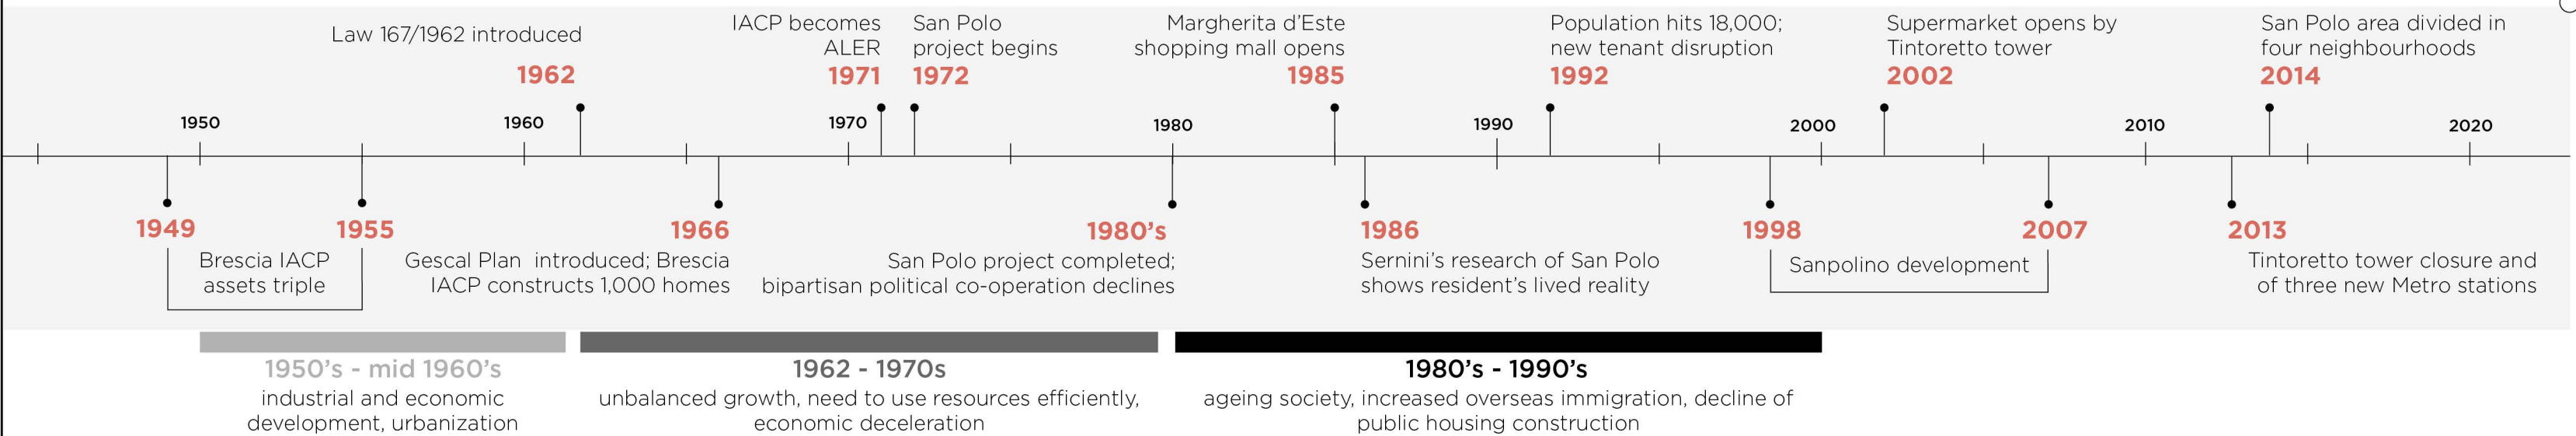 Law 167/1962 introduced
1962
IACP becomes
ALER
1971
San Polo
project begins
1972
Margherita d'Este
shopping mall opens
1985
Population hits 18,000;
new tenant disruption
1992
Supermarket opens by
Tintoretto tower
2002
San Polo area divided in
four neighbourhoods
2014
1950
1960
1970
1980
1990
2000
2010
2020
1949
1955
Brescia IACP
assets triple
1966
Gescal Plan introduced; Brescia
IACP constructs 1,000 homes
1980's
San Polo project completed;
bipartisan political co-operation declines
1986
Sernini's research of San Polo
shows resident's lived reality
1998
2007
Sanpolino development
2013
Tintoretto tower closure and
of three new Metro stations
1950's - mid 1960's
industrial and economic
development, urbanization
1962 - 1970s
unbalanced growth, need to use resources efficiently,
economic deceleration
1980's - 1990's
ageing society, increased overseas immigration, decline of
public housing construction